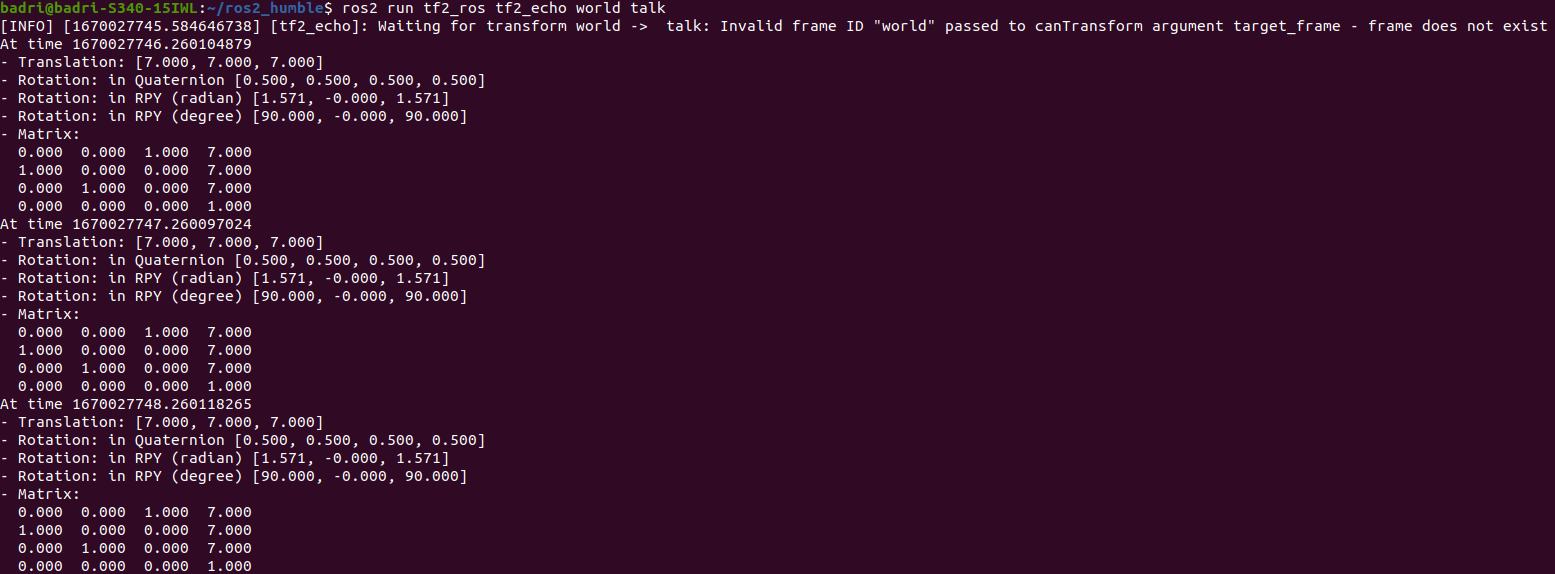 badri@badri-S340-15IWL:~/ros2_humble$ ros2 run tf2_ros tf2_echo world talk
[INFO] [1670027745.584646738] [tf2_echo]: Waiting for transform world ->  talk: Invalid frame ID "world" passed to canTransform argument target_frame - frame does not exist
At time 1670027746.260104879
- Translation: [7.000, 7.000, 7.000]
- Rotation: in Quaternion [0.500, 0.500, 0.500, 0.500]
- Rotation: in RPY (radian) [1.571, -0.000, 1.571]
- Rotation: in RPY (degree) [90.000, -0.000, 90.000]
- Matrix:
  0.000  0.000  1.000  7.000
  1.000  0.000  0.000  7.000
  0.000  1.000  0.000  7.000
  0.000  0.000  0.000  1.000
At time 1670027747.260097024
- Translation: [7.000, 7.000, 7.000]
- Rotation: in Quaternion [0.500, 0.500, 0.500, 0.500]
- Rotation: in RPY (radian) [1.571, -0.000, 1.571]
- Rotation: in RPY (degree) [90.000, -0.000, 90.000]
- Matrix:
  0.000  0.000  1.000  7.000
  1.000  0.000  0.000  7.000
  0.000  1.000  0.000  7.000
  0.000  0.000  0.000  1.000
At time 1670027748.260118265
- Translation: [7.000, 7.000, 7.000]
- Rotation: in Quaternion [0.500, 0.500, 0.500, 0.500]
- Rotation: in RPY (radian) [1.571, -0.000, 1.571]
- Rotation: in RPY (degree) [90.000, -0.000, 90.000]
- Matrix:
  0.000  0.000  1.000  7.000
  1.000  0.000  0.000  7.000
  0.000  1.000  0.000  7.000
  0.000  0.000  0.000  1.000